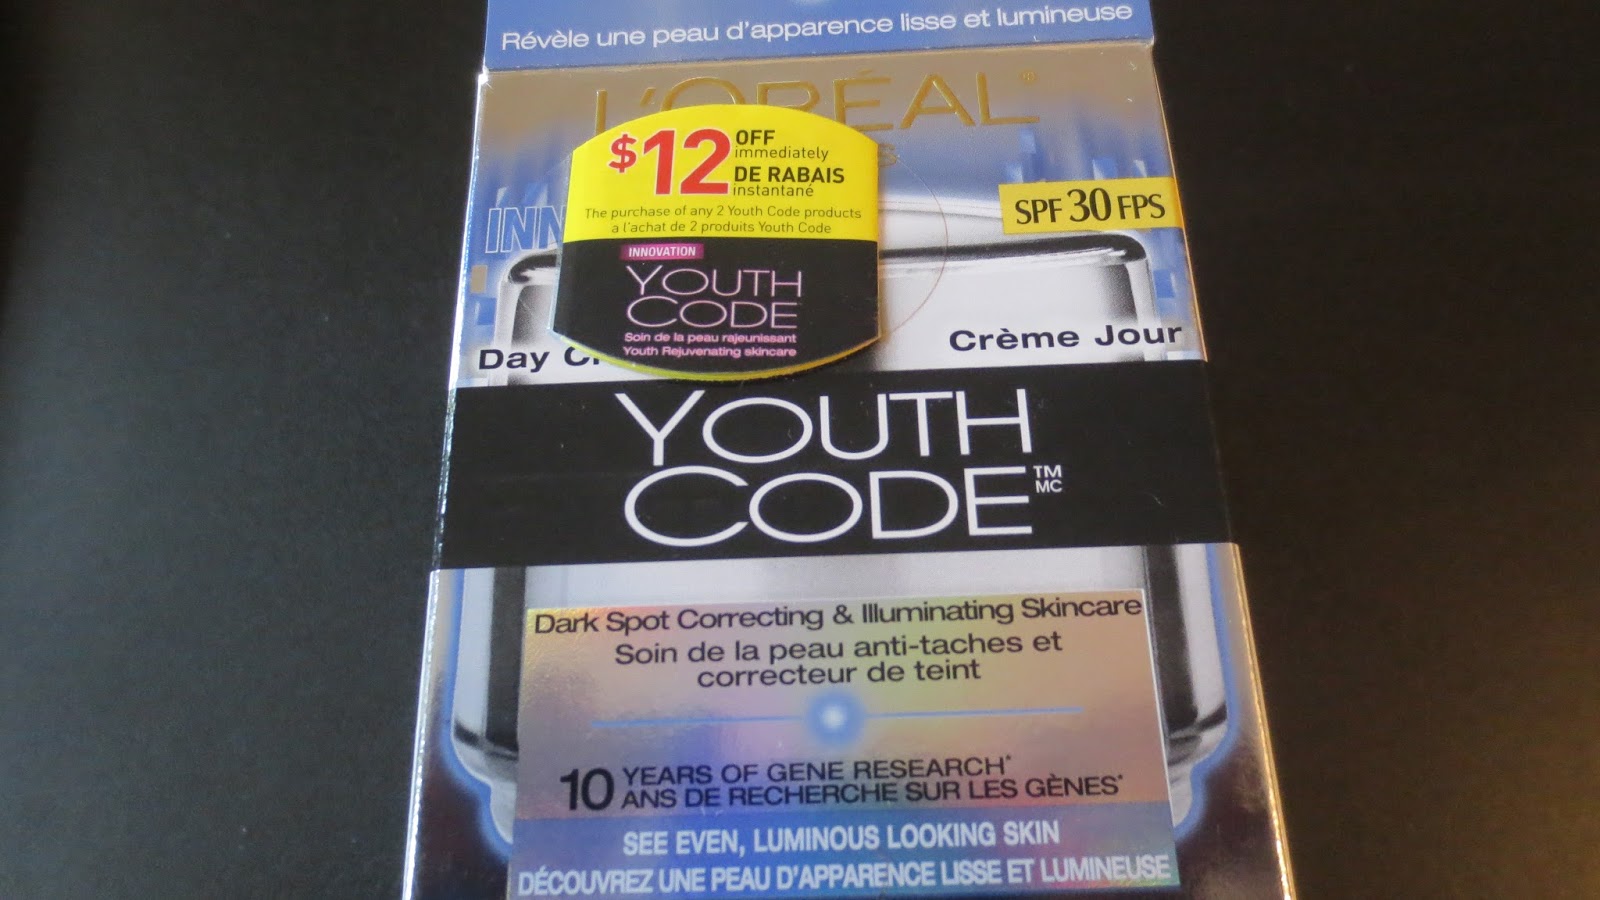 Révèle une peau d'apparence lisse et lumineuse
L'ORÉAL®
$12 OFF
immediately
DE RABAIS
instantané
The purchase of any 2 Youth Code products
a l'achat de 2 produits Youth Code
INNOVATION
YOUTH
CODE
Soin de la peau rajeunissant
Youth Rejuvenating skincare
INN
SPF 30 FPS
Day
Crème Jour
YOUTH
CODE TM MC
Dark Spot Correcting & Illuminating Skincare
Soin de la peau anti-taches et
correcteur de teint
10 YEARS OF GENE RESEARCH*
ANS DE RECHERCHE SUR LES GÈNES*
SEE EVEN, LUMINOUS LOOKING SKIN
DÉCOUVREZ UNE PEAU D'APPARENCE LISSE ET LUMINEUSE